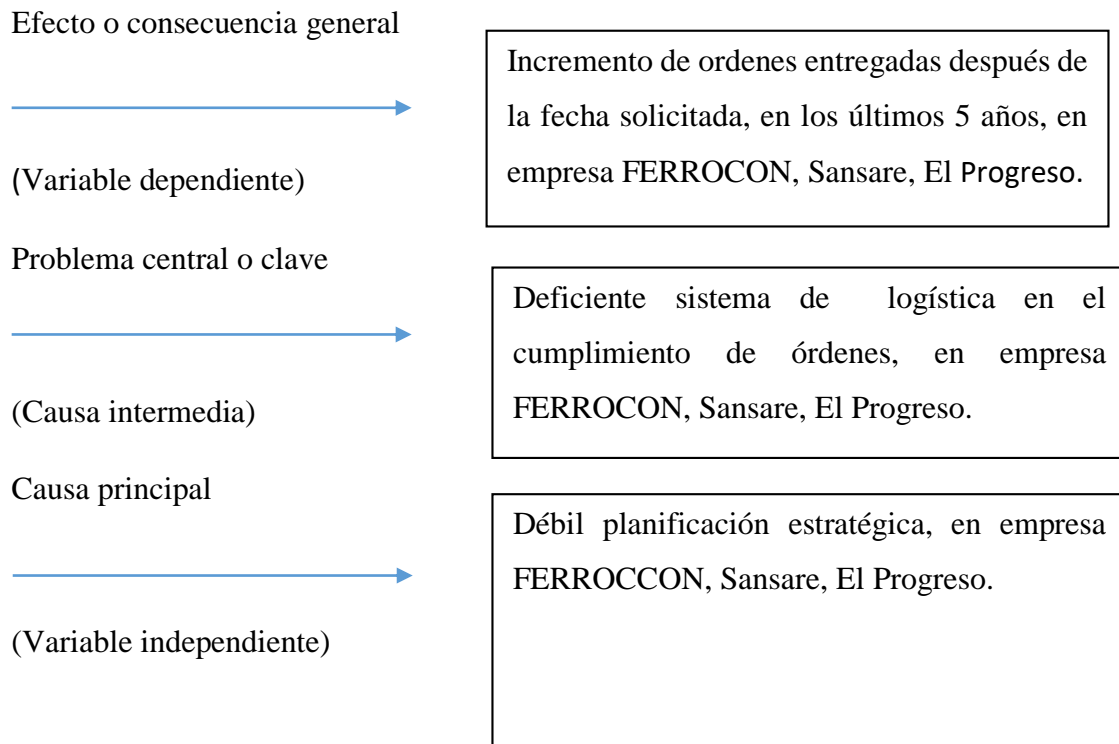 Efecto o consecuencia general
Incremento de ordenes entregadas después de
la fecha solicitada, en los últimos 5 años, en
empresa FERROCON, Sansare, El Progreso.
(Variable dependiente)
Problema central o clave
Deficiente sistema de logística en el
cumplimiento de órdenes, en empresa
FERROCON, Sansare, El Progreso.
(Causa intermedia)
Causa principal
Débil planificación estratégica, en empresa
FERROCCON, Sansare, El Progreso.
(Variable independiente)